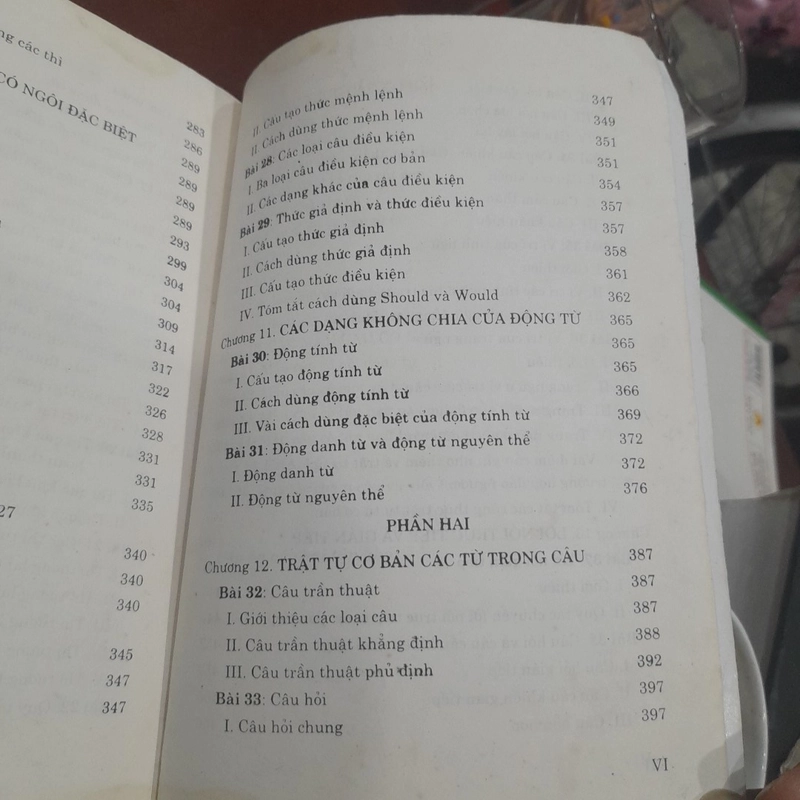 ng các thì
CÓ NGÔI ĐẶC BIỆT
283
286
289
289
289
289
293
299
304
304
309
314
317
322
326
328
331
331
335
27
340
340
340
345
347
347
II. Cấu tạo thức mệnh lệnh 347
II. Cách dùng thức mệnh lệnh 349
Bài 28: Các loại câu điều kiện 351
I. Ba loại câu điều kiện cơ bản 351
II. Các dạng khác của câu điều kiện 354
Bài 29: Thức giả định và thức điều kiện 357
I. Cấu tạo thức giả định 357
II. Cách dùng thức giả định 358
III. Cấu tạo thức điều kiện 361
IV. Tóm tắt cách dùng Should và Would 362
Chương 11. CÁC DẠNG KHÔNG CHIA CỦA ĐỘNG TỪ 365
Bài 30: Động tính từ 365
I. Cấu tạo động tính từ 365
II. Cách dùng động tính từ 366
III. Vài cách dùng đặc biệt của động tính từ 369
Bài 31: Động danh từ và động từ nguyên thể 372
I. Động danh từ 372
II. Động từ nguyên thể 376
PHẦN HAI
Chương 12. TRẬT TỰ CƠ BẢN CÁC TỪ TRONG CÂU 387
Bài 32: Câu trần thuật 387
I. Giới thiệu các loại câu 387
II. Câu trần thuật khẳng định 388
III. Câu trần thuật phủ định 392
Bài 33: Câu hỏi 397
I. Câu hỏi chung 397
VI